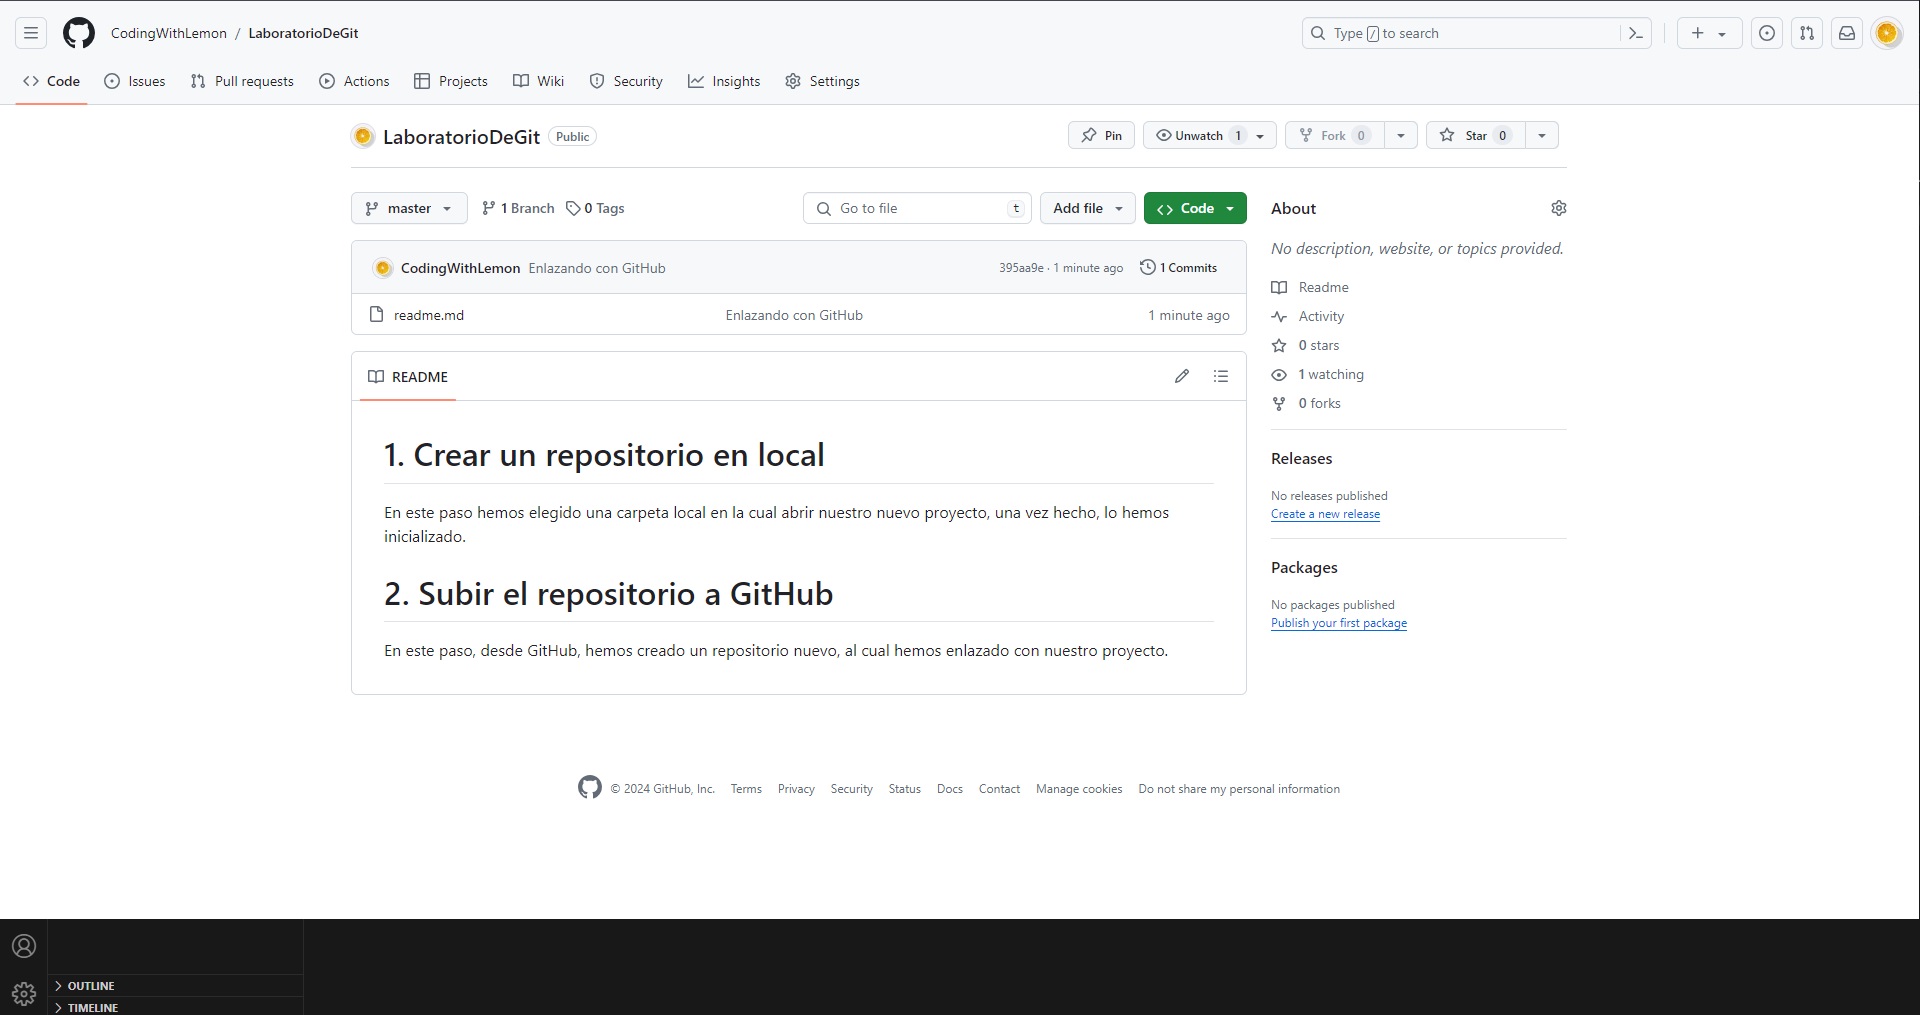 CodingWithLemon / LaboratorioDeGit
Type / to search
Code Issues Pull requests Actions Projects Wiki Security Insights Settings
LaboratorioDeGit Public
Pin Unwatch 1 Fork 0 Star 0
master 1 Branch 0 Tags Go to file t Add file Code
About
No description, website, or topics provided.
CodingWithLemon Enlazando con GitHub 395aa9e · 1 minute ago 1 Commits
readme.md Enlazando con GitHub 1 minute ago
Readme
Activity
0 stars
1 watching
0 forks
README
1. Crear un repositorio en local
En este paso hemos elegido una carpeta local en la cual abrir nuestro nuevo proyecto, una vez hecho, lo hemos
inicializado.
2. Subir el repositorio a GitHub
En este paso, desde GitHub, hemos creado un repositorio nuevo, al cual hemos enlazado con nuestro proyecto.
Releases
No releases published
Create a new release
Packages
No packages published
Publish your first package
© 2024 GitHub, Inc. Terms Privacy Security Status Docs Contact Manage cookies Do not share my personal information
OUTLINE
TIMELINE